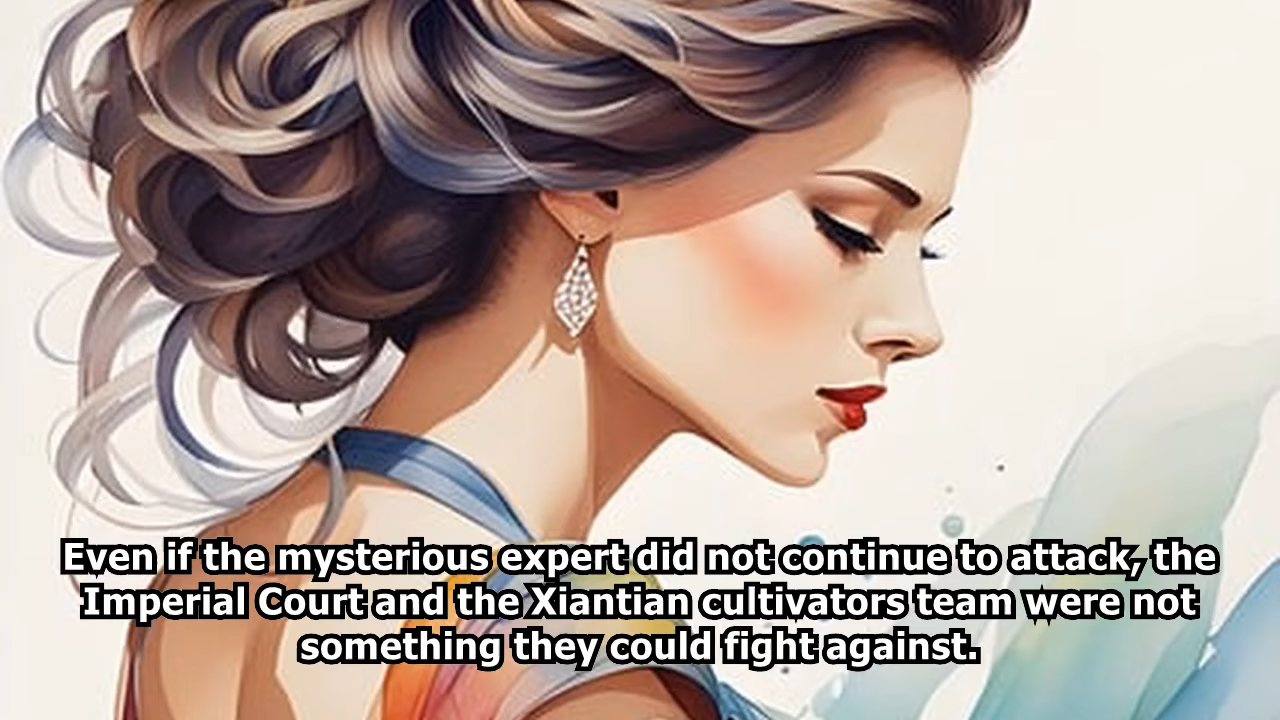 Even if the mysterious expert did not continue to attack, the
Imperial Court and the Xiantian cultivators team were not
something they could fight against.